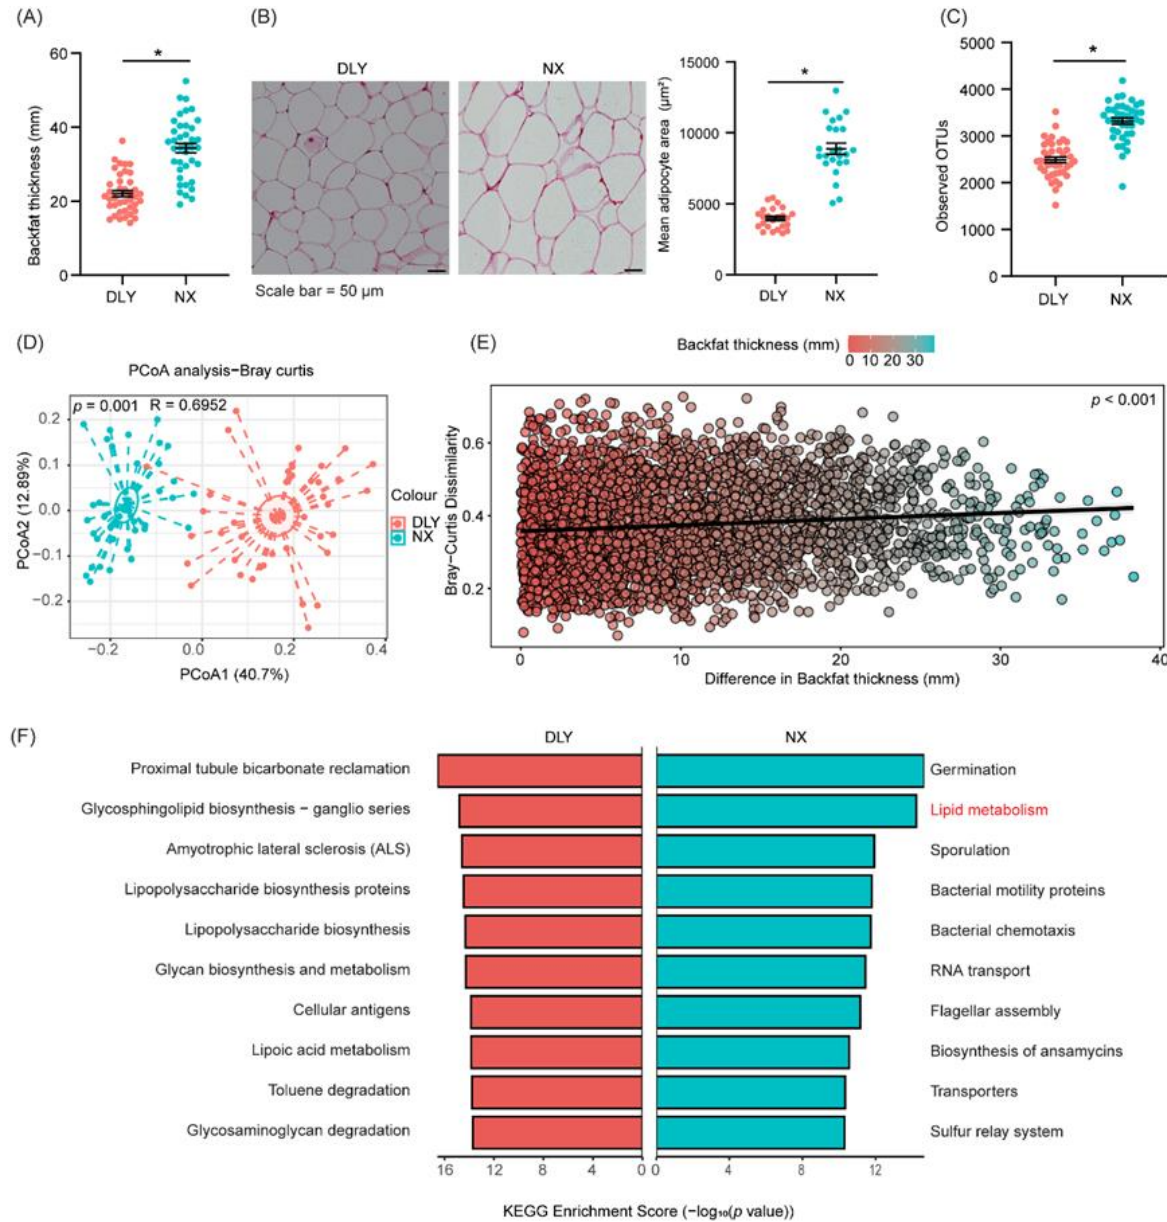 (A)
Backfat thickness (mm)
60
40
20
0
*
DLY
NX
(B)
DLY
NX
Scale bar = 50 μm
Mean adipocyte area (μm²)
15000
10000
5000
0
*
DLY
NX
(C)
Observed OTUs
5000
4000
3000
2000
1000
0
*
DLY
NX
(D)
PCoA analysis−Bray curtis
p = 0.001 R = 0.6952
PCoA2 (12.89%)
0.2
0.1
0.0
−0.1
−0.2
−0.2
0.0
0.2
0.4
PCoA1 (40.7%)
Colour
DLY
NX
(E)
Backfat thickness (mm)
0 10 20 30
p < 0.001
Bray−Curtis Dissimilarity
0.6
0.4
0.2
0
10
20
30
40
Difference in Backfat thickness (mm)
(F)
DLY
NX
Proximal tubule bicarbonate reclamation
Glycosphingolipid biosynthesis − ganglio series
Amyotrophic lateral sclerosis (ALS)
Lipopolysaccharide biosynthesis proteins
Lipopolysaccharide biosynthesis
Glycan biosynthesis and metabolism
Cellular antigens
Lipoic acid metabolism
Toluene degradation
Glycosaminoglycan degradation
Germination
Lipid metabolism
Sporulation
Bacterial motility proteins
Bacterial chemotaxis
RNA transport
Flagellar assembly
Biosynthesis of ansamycins
Transporters
Sulfur relay system
16 12 8 4 0
0 4 8 12
KEGG Enrichment Score (−log₁₀(p value))